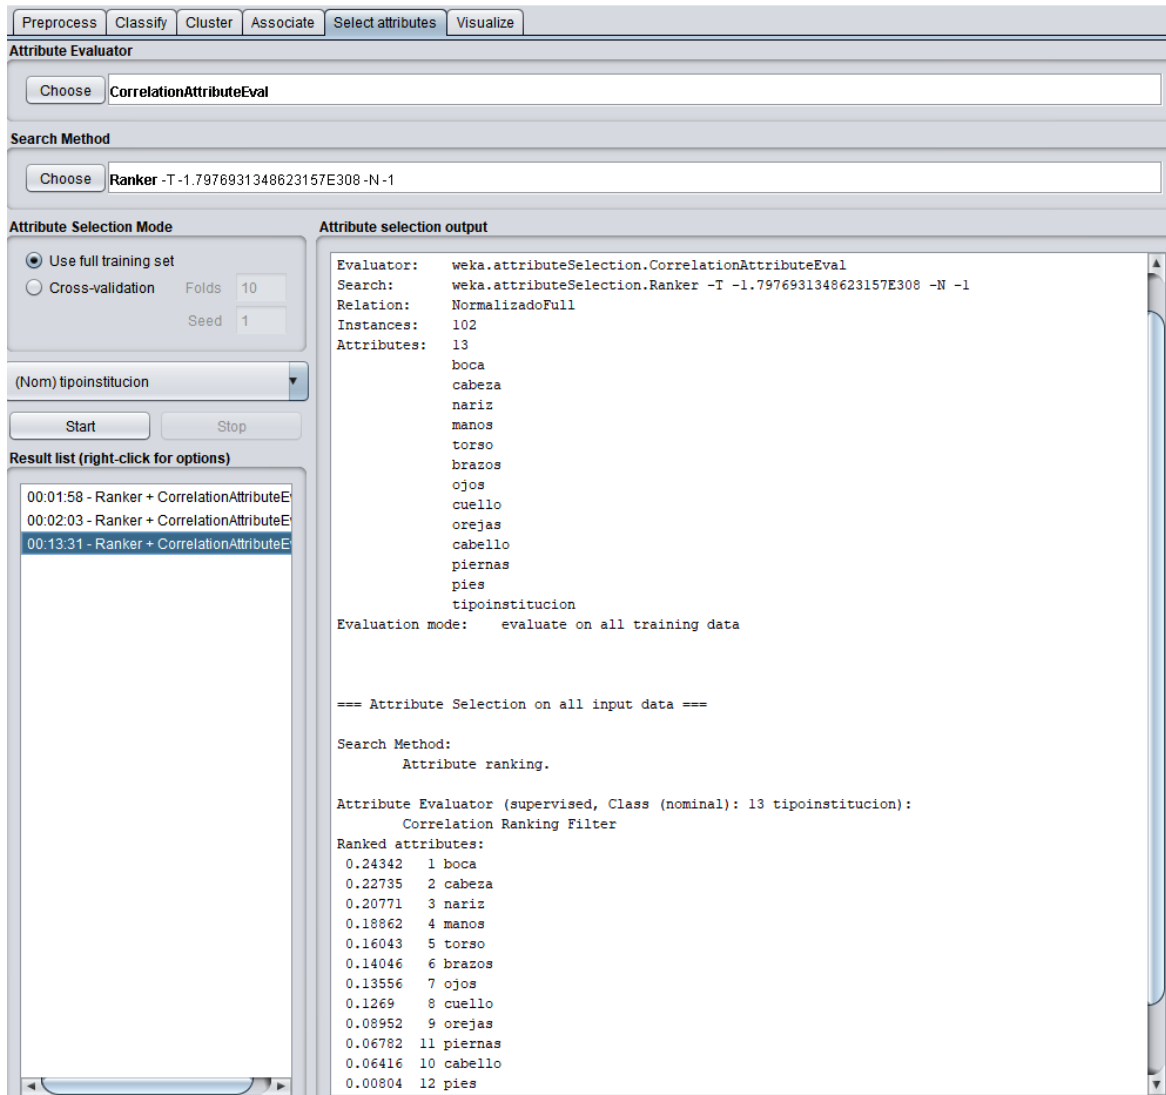 Preprocess Classify Cluster Associate Select attributes Visualize
Attribute Evaluator
Choose CorrelationAttributeEval
Search Method
Choose Ranker -T -1.7976931348623157E308 -N -1
Attribute Selection Mode
Use full training set
Cross-validation Folds 10
Seed 1
(Nom) tipoinstitucion
Start Stop
Result list (right-click for options)
00:01:58 - Ranker + CorrelationAttributeE
00:02:03 - Ranker + CorrelationAttributeE
00:13:31 - Ranker + CorrelationAttributeE
Attribute selection output
Evaluator: weka.attributeSelection.CorrelationAttributeEval
Search: weka.attributeSelection.Ranker -T -1.7976931348623157E308 -N -1
Relation: NormalizadoFull
Instances: 102
Attributes: 13
boca
cabeza
nariz
manos
torso
brazos
ojos
cuello
orejas
cabello
piernas
pies
tipoinstitucion
Evaluation mode: evaluate on all training data
=== Attribute Selection on all input data ===
Search Method:
Attribute ranking.
Attribute Evaluator (supervised, Class (nominal): 13 tipoinstitucion):
Correlation Ranking Filter
Ranked attributes:
0.24342 1 boca
0.22735 2 cabeza
0.20771 3 nariz
0.18862 4 manos
0.16043 5 torso
0.14046 6 brazos
0.13556 7 ojos
0.1269 8 cuello
0.08952 9 orejas
0.06782 11 piernas
0.06416 10 cabello
0.00804 12 pies